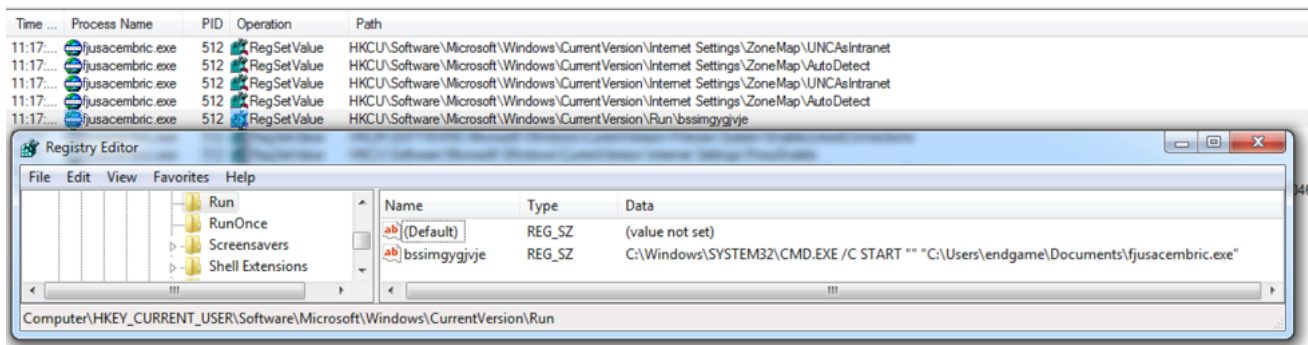 Time ... Process Name PID Operation Path
11:17:... fjusacembric.exe 512 RegSetValue HKCU\Software\Microsoft\Windows\CurrentVersion\Internet Settings\ZoneMap\UNCAsIntranet
11:17:... fjusacembric.exe 512 RegSetValue HKCU\Software\Microsoft\Windows\CurrentVersion\Internet Settings\ZoneMap\AutoDetect
11:17:... fjusacembric.exe 512 RegSetValue HKCU\Software\Microsoft\Windows\CurrentVersion\Internet Settings\ZoneMap\UNCAsIntranet
11:17:... fjusacembric.exe 512 RegSetValue HKCU\Software\Microsoft\Windows\CurrentVersion\Internet Settings\ZoneMap\AutoDetect
11:17:... fjusacembric.exe 512 RegSetValue HKCU\Software\Microsoft\Windows\CurrentVersion\Run\bssimgygjvje
Registry Editor
File Edit View Favorites Help
Run
RunOnce
Screensavers
Shell Extensions
Name Type Data
(Default) REG_SZ (value not set)
bssimgygjvje REG_SZ C:\Windows\SYSTEM32\CMD.EXE /C START "" "C:\Users\endgame\Documents\fjusacembric.exe"
Computer\HKEY_CURRENT_USER\Software\Microsoft\Windows\CurrentVersion\Run